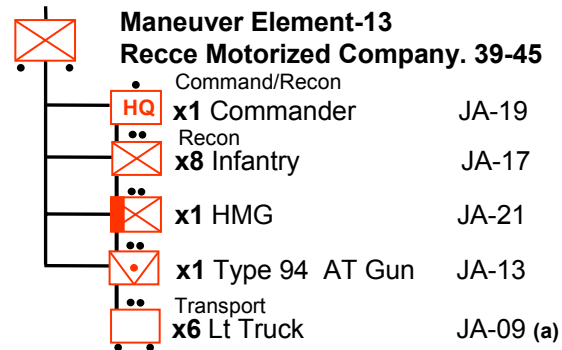 Maneuver Element-13
Recce Motorized Company. 39-45
Command/Recon
HQ x1 Commander JA-19
Recon
x8 Infantry JA-17
x1 HMG JA-21
x1 Type 94 AT Gun JA-13
Transport
x6 Lt Truck JA-09 (a)